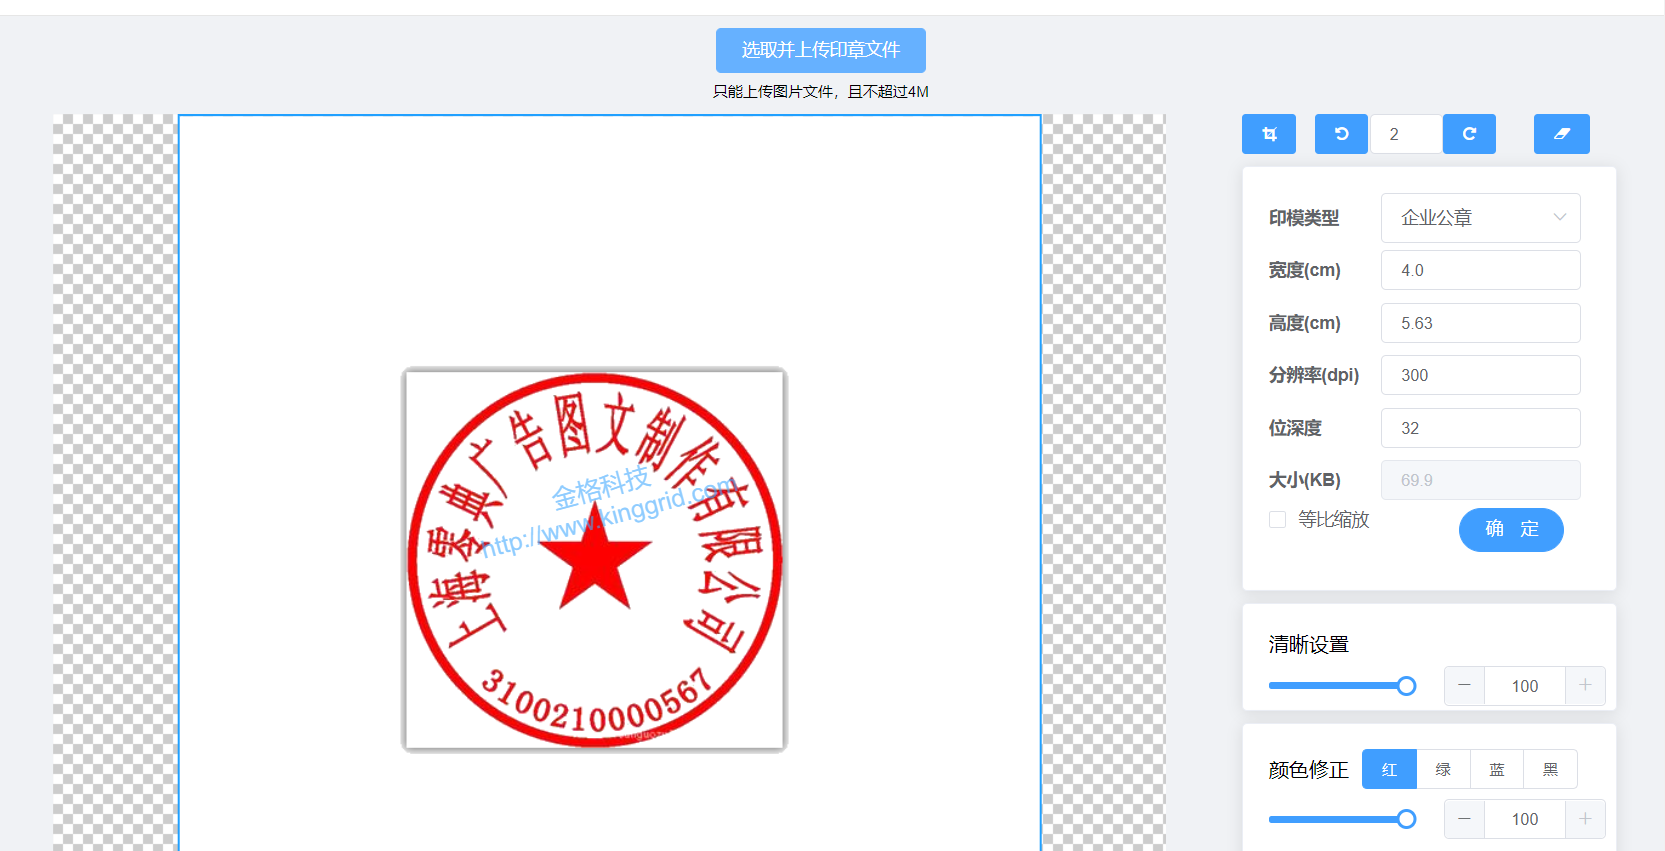 选取并上传印章文件
只能上传图片文件，且不超过4M
2
印模类型
企业公章
宽度(cm)
4.0
高度(cm)
5.63
分辨率(dpi)
300
位深度
32
大小(KB)
69.9
等比缩放
确 定
清晰设置
100
颜色修正
红
绿
蓝
黑
100
上海零典广告图文制作有限公司
金格科技
http://www.kinggrid.com
3100210000567